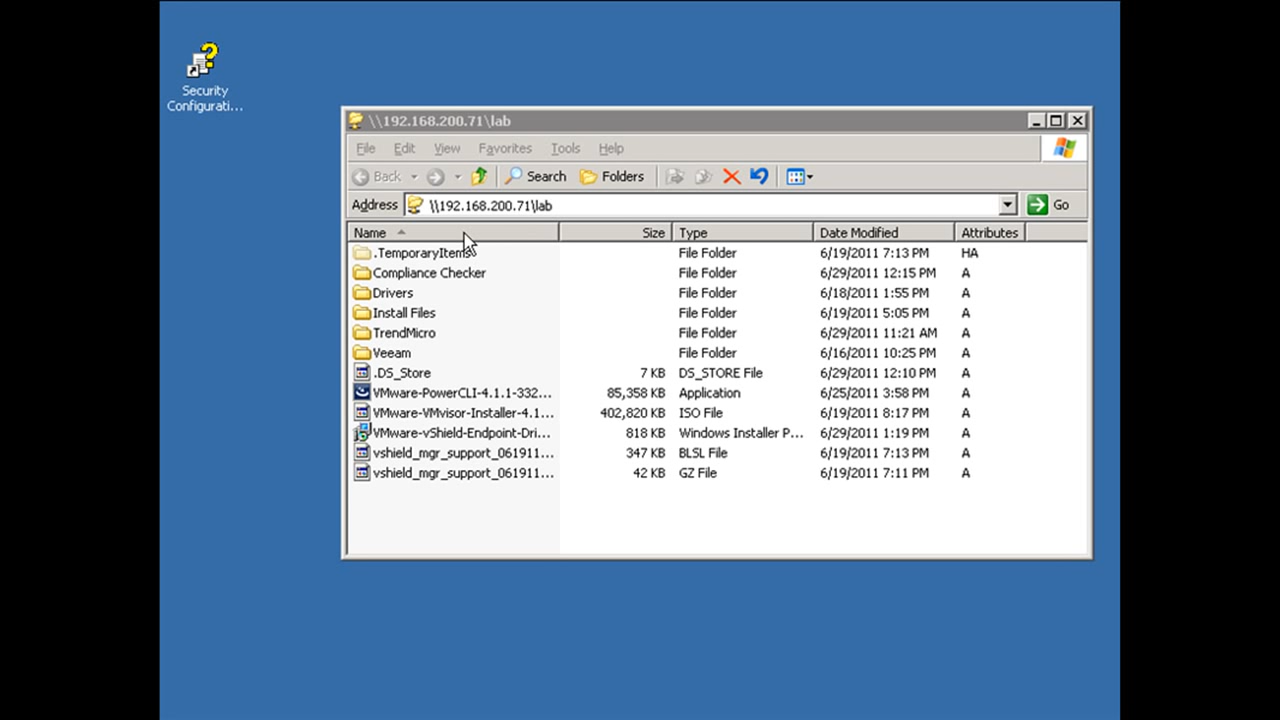 Security
Configurati...
\\192.168.200.71\lab
File Edit View Favorites Tools Help
Back Search Folders
Address \\192.168.200.71\lab Go
Name Size Type Date Modified Attributes
.TemporaryItems File Folder 6/19/2011 7:13 PM HA
Compliance Checker File Folder 6/29/2011 12:15 PM A
Drivers File Folder 6/18/2011 1:55 PM A
Install Files File Folder 6/19/2011 5:05 PM A
TrendMicro File Folder 6/29/2011 11:21 AM A
Veeam File Folder 6/16/2011 10:25 PM A
.DS_Store 7 KB DS_STORE File 6/29/2011 12:10 PM A
VMware-PowerCLI-4.1.1-332... 85,358 KB Application 6/25/2011 3:58 PM A
VMware-VMvisor-Installer-4.1... 402,820 KB ISO File 6/19/2011 8:17 PM A
VMware-vShield-Endpoint-Dri... 818 KB Windows Installer P... 6/29/2011 1:19 PM A
vshield_mgr_support_061911... 347 KB BLSL File 6/19/2011 7:13 PM A
vshield_mgr_support_061911... 42 KB GZ File 6/19/2011 7:11 PM A